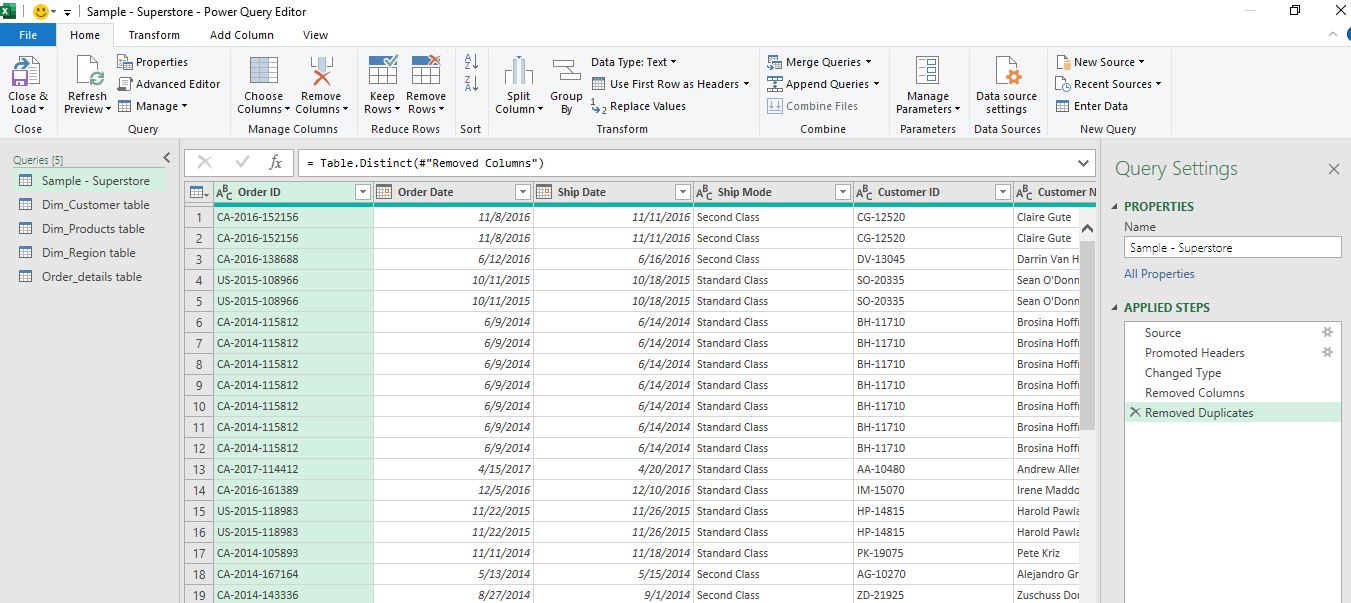 Sample - Superstore - Power Query Editor
File Home Transform Add Column View
Close & Load
Close
Refresh Preview
Properties
Advanced Editor
Manage
Query
Choose Columns
Remove Columns
Manage Columns
Keep Rows
Remove Rows
Reduce Rows
Sort
Split Column
Group By
Data Type: Text
Use First Row as Headers
Replace Values
Transform
Merge Queries
Append Queries
Combine Files
Combine
Manage Parameters
Parameters
Data source settings
Data Sources
New Source
Recent Sources
Enter Data
New Query
Queries [5]
Sample - Superstore
Dim_Customer table
Dim_Products table
Dim_Region table
Order_details table
fx = Table.Distinct(#"Removed Columns")
ABC Order ID Order Date Ship Date ABC Ship Mode ABC Customer ID ABC Customer N
1 CA-2016-152156 11/8/2016 11/11/2016 Second Class CG-12520 Claire Gute
2 CA-2016-152156 11/8/2016 11/11/2016 Second Class CG-12520 Claire Gute
3 CA-2016-138688 6/12/2016 6/16/2016 Second Class DV-13045 Darrin Van H
4 US-2015-108966 10/11/2015 10/18/2015 Standard Class SO-20335 Sean O'Donn
5 US-2015-108966 10/11/2015 10/18/2015 Standard Class SO-20335 Sean O'Donn
6 CA-2014-115812 6/9/2014 6/14/2014 Standard Class BH-11710 Brosina Hoff
7 CA-2014-115812 6/9/2014 6/14/2014 Standard Class BH-11710 Brosina Hoff
8 CA-2014-115812 6/9/2014 6/14/2014 Standard Class BH-11710 Brosina Hoff
9 CA-2014-115812 6/9/2014 6/14/2014 Standard Class BH-11710 Brosina Hoff
10 CA-2014-115812 6/9/2014 6/14/2014 Standard Class BH-11710 Brosina Hoff
11 CA-2014-115812 6/9/2014 6/14/2014 Standard Class BH-11710 Brosina Hoff
12 CA-2014-115812 6/9/2014 6/14/2014 Standard Class BH-11710 Brosina Hoff
13 CA-2017-114412 4/15/2017 4/20/2017 Standard Class AA-10480 Andrew Aller
14 CA-2016-161389 12/5/2016 12/10/2016 Standard Class IM-15070 Irene Maddo
15 US-2015-118983 11/22/2015 11/26/2015 Standard Class HP-14815 Harold Pawla
16 US-2015-118983 11/22/2015 11/26/2015 Standard Class HP-14815 Harold Pawla
17 CA-2014-105893 11/11/2014 11/18/2014 Standard Class PK-19075 Pete Kriz
18 CA-2014-167164 5/13/2014 5/15/2014 Second Class AG-10270 Alejandro Gr
19 CA-2014-143336 8/27/2014 9/1/2014 Second Class ZD-21925 Zuschuss Do
Query Settings
PROPERTIES
Name
Sample - Superstore
All Properties
APPLIED STEPS
Source
Promoted Headers
Changed Type
Removed Columns
Removed Duplicates